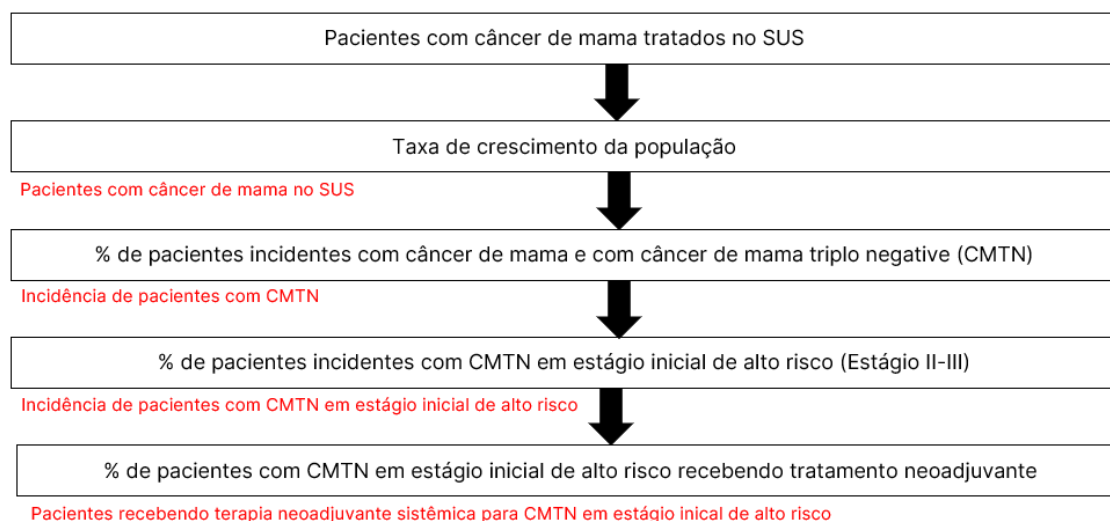 Pacientes com câncer de mama tratados no SUS
Taxa de crescimento da população
Pacientes com câncer de mama no SUS
% de pacientes incidentes com câncer de mama e com câncer de mama triplo negative (CMTN)
Incidência de pacientes com CMTN
% de pacientes incidentes com CMTN em estágio inicial de alto risco (Estágio II-III)
Incidência de pacientes com CMTN em estágio inicial de alto risco
% de pacientes com CMTN em estágio inicial de alto risco recebendo tratamento neoadjuvante
Pacientes recebendo terapia neoadjuvante sistêmica para CMTN em estágio inical de alto risco